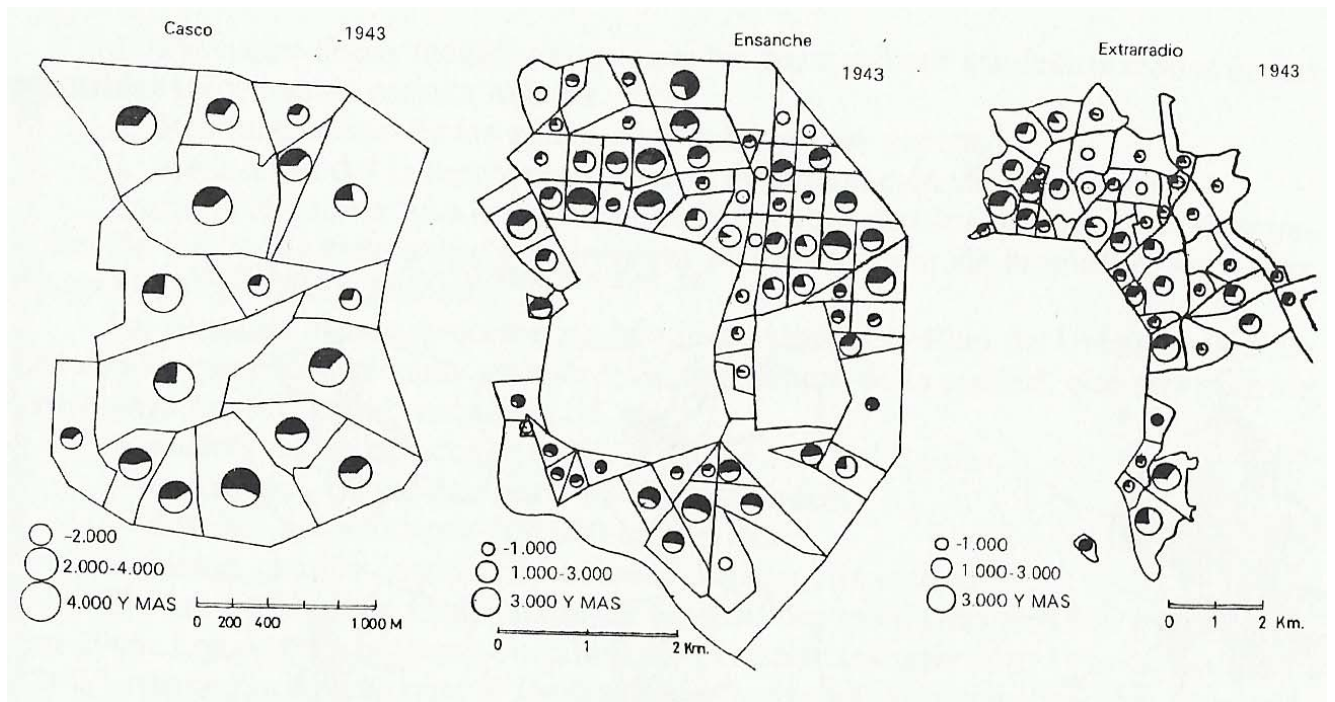 Casco 1943
-2.000
2.000-4.000
4.000 Y MAS
0 200 400 1000 M
Ensanche
1943
-1.000
1.000-3.000
3.000 Y MAS
0 1 2 Km.
Extrarradio
1943
-1.000
1.000-3.000
3.000 Y MAS
0 1 2 Km.